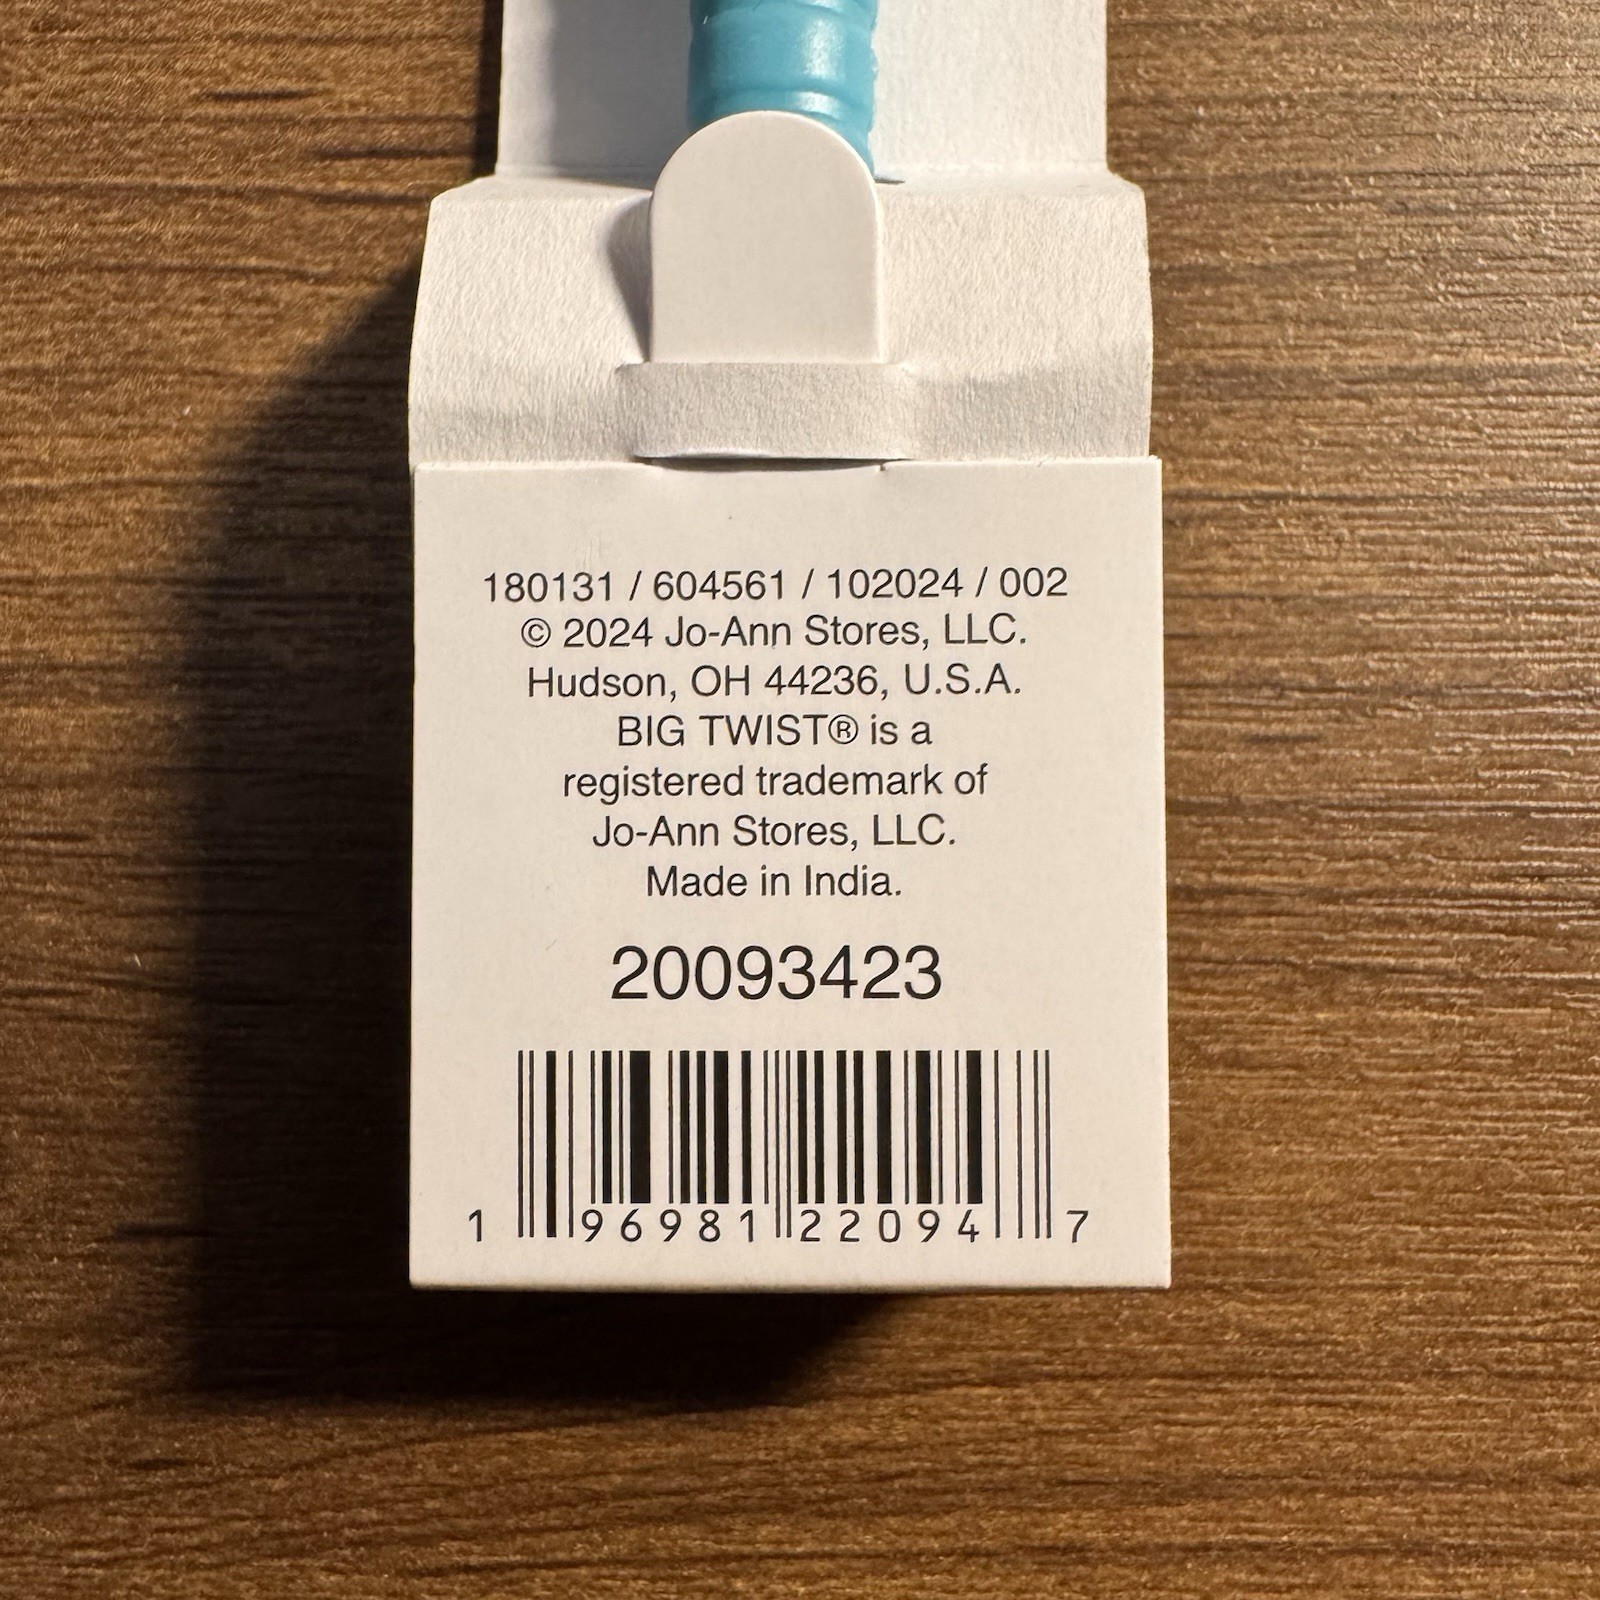 180131 / 604561 / 102024 / 002
© 2024 Jo-Ann Stores, LLC.
Hudson, OH 44236, U.S.A.
BIG TWIST® is a
registered trademark of
Jo-Ann Stores, LLC.
Made in India.
20093423
1 96981 22094 7